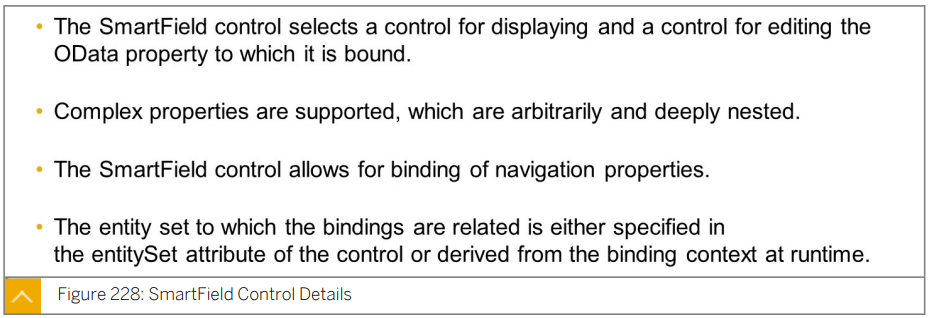 • The SmartField control selects a control for displaying and a control for editing the
OData property to which it is bound.
• Complex properties are supported, which are arbitrarily and deeply nested.
• The SmartField control allows for binding of navigation properties.
• The entity set to which the bindings are related is either specified in
the entitySet attribute of the control or derived from the binding context at runtime.
Figure 228: SmartField Control Details